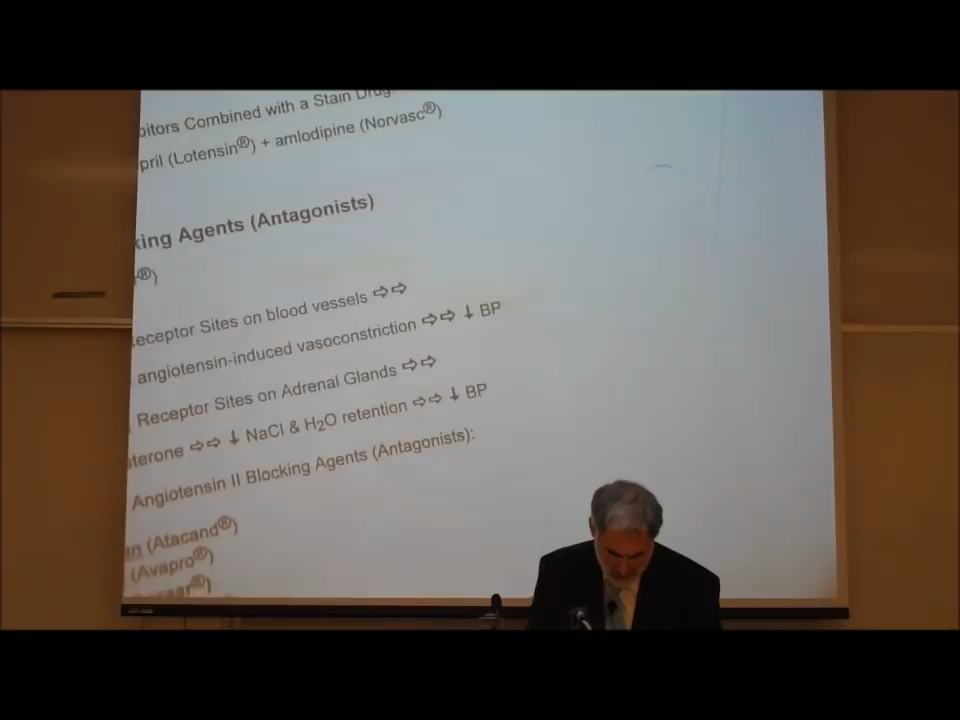 bitors Combined with a Stain Drug
pril (Lotensin®) + amlodipine (Norvasc®)
king Agents (Antagonists)
®)
eceptor Sites on blood vessels ⇨⇨
angiotensin-induced vasoconstriction ⇨⇨ ↓ BP
Receptor Sites on Adrenal Glands ⇨⇨
terone ⇨⇨ ↓ NaCl & H₂O retention ⇨⇨ ↓ BP
Angiotensin II Blocking Agents (Antagonists):
an (Atacand®)
(Avapro®)
zaar®)